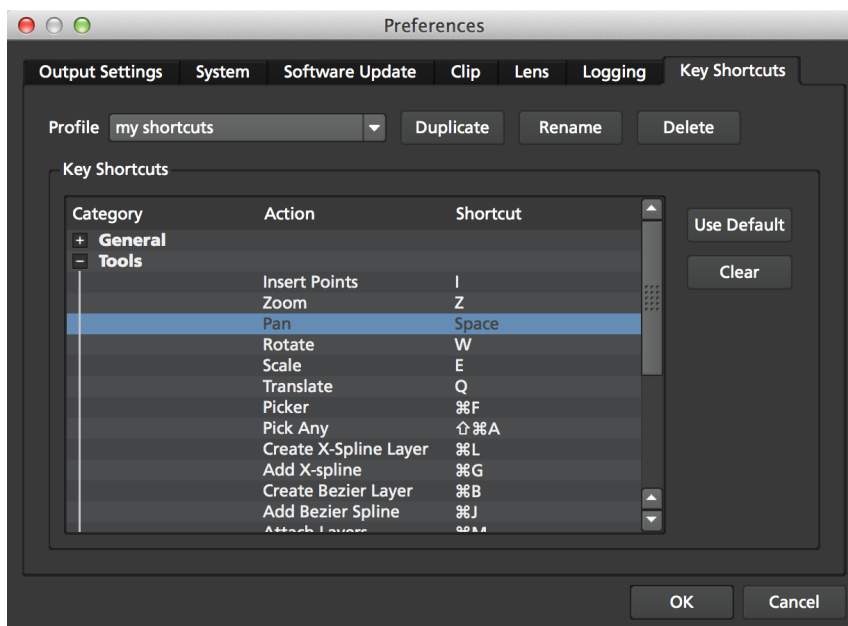 Preferences
Output Settings System Software Update Clip Lens Logging Key Shortcuts
Profile my shortcuts Duplicate Rename Delete
Key Shortcuts
Category Action Shortcut
Use Default
+ General
− Tools
Clear
Insert Points I
Zoom Z
Pan Space
Rotate W
Scale E
Translate Q
Picker ⌘F
Pick Any ⇧⌘A
Create X-Spline Layer ⌘L
Add X-spline ⌘G
Create Bezier Layer ⌘B
Add Bezier Spline ⌘J
Attach Layers ⌘M
OK Cancel